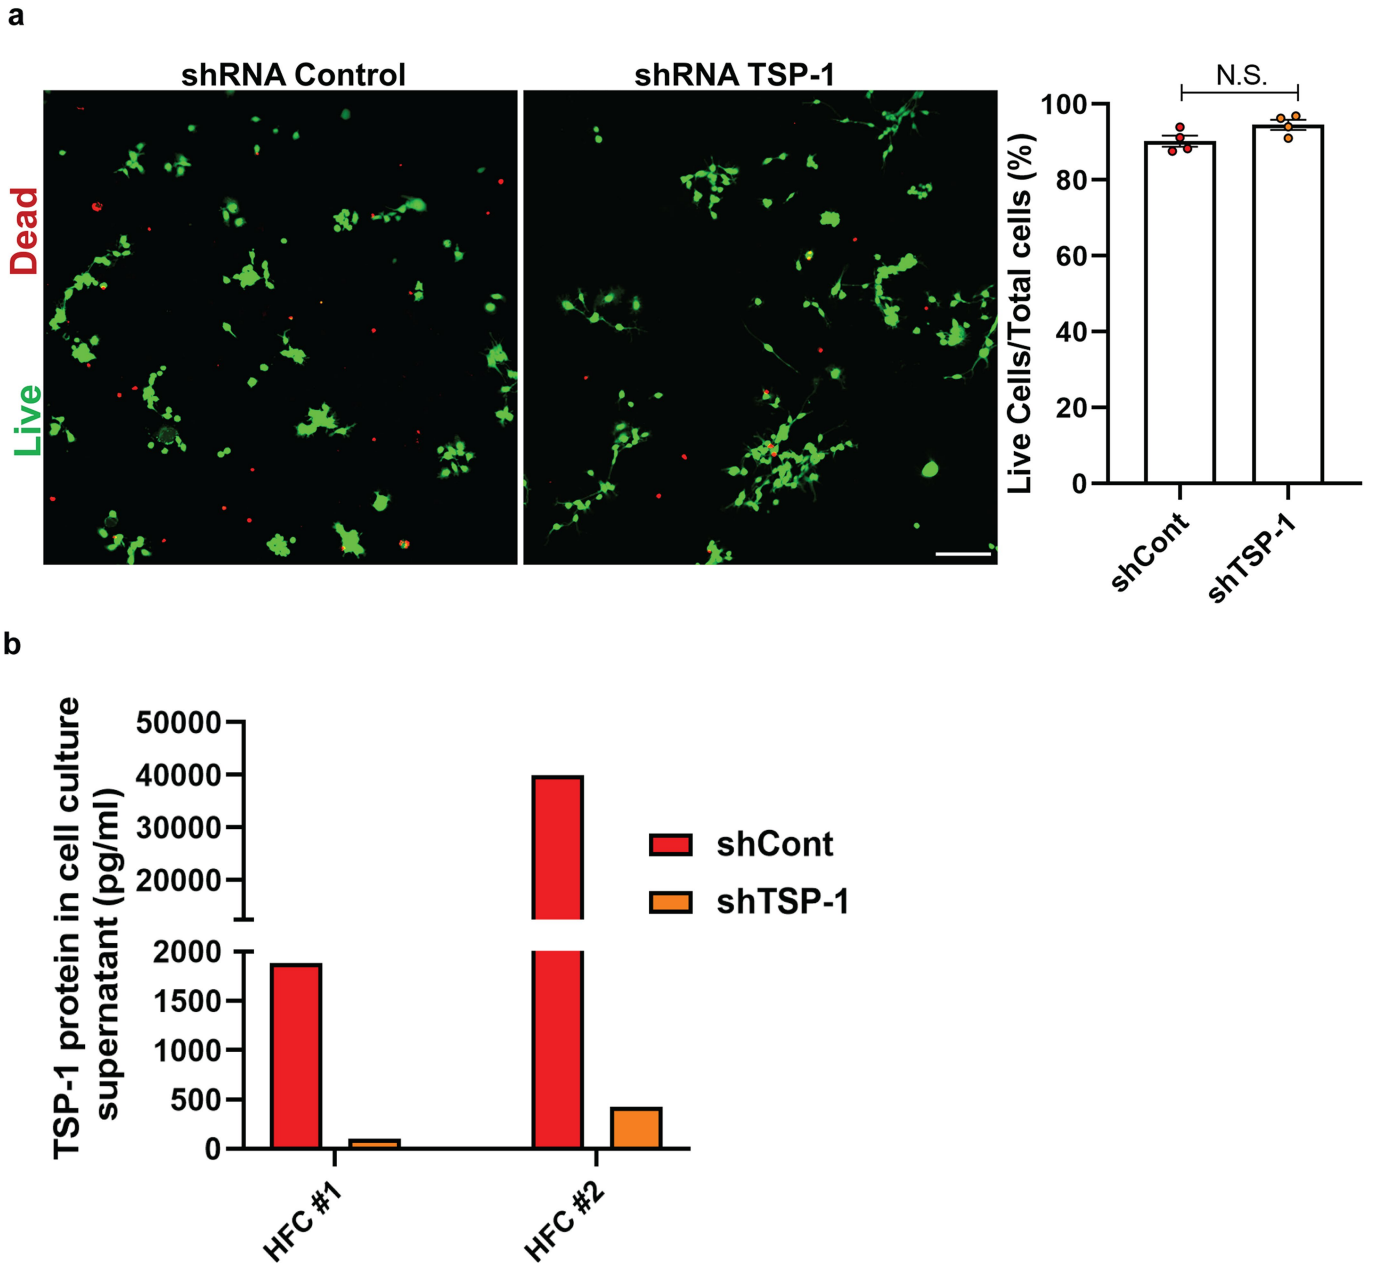 a
shRNA Control
shRNA TSP-1
Dead
Live
N.S.
Live Cells/Total cells (%)
100
80
60
40
20
0
shCont
shTSP-1
b
TSP-1 protein in cell culture
supernatant (pg/ml)
50000
40000
30000
20000
2000
1500
1000
500
0
shCont
shTSP-1
HFC #1
HFC #2